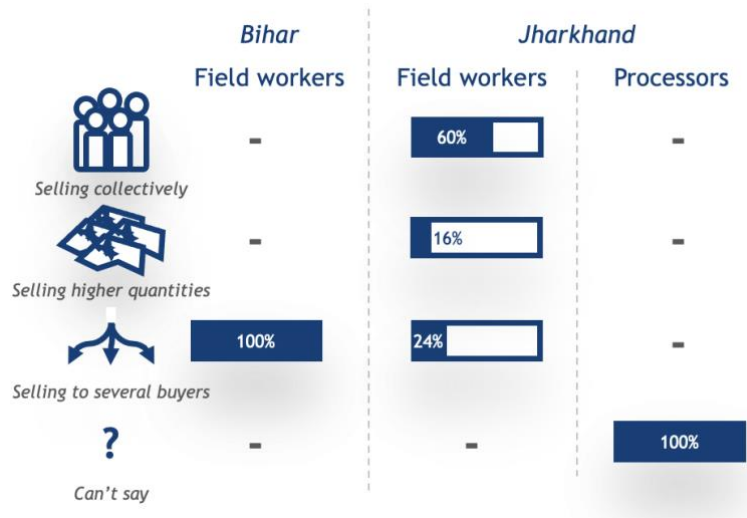 Bihar Jharkhand
Field workers Field workers Processors
- 60% -
Selling collectively
- 16% -
Selling higher quantities
100% 24% -
Selling to several buyers
? - - 100%
Can't say